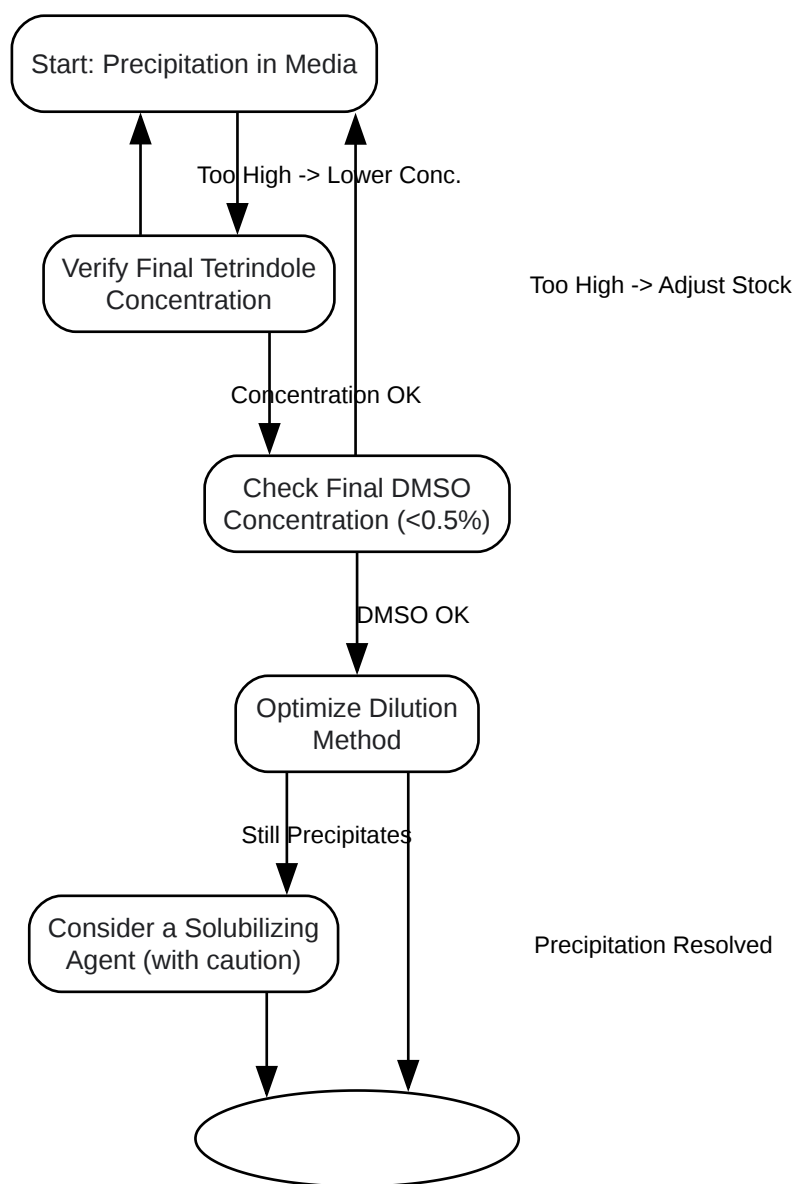 Start: Precipitation in Media
Too High -> Lower Conc.
Verify Final Tetrindole
Concentration
Too High -> Adjust Stock
Concentration OK
Check Final DMSO
Concentration (<0.5%)
DMSO OK
Optimize Dilution
Method
Still Precipitates
Consider a Solubilizing
Agent (with caution)
Precipitation Resolved